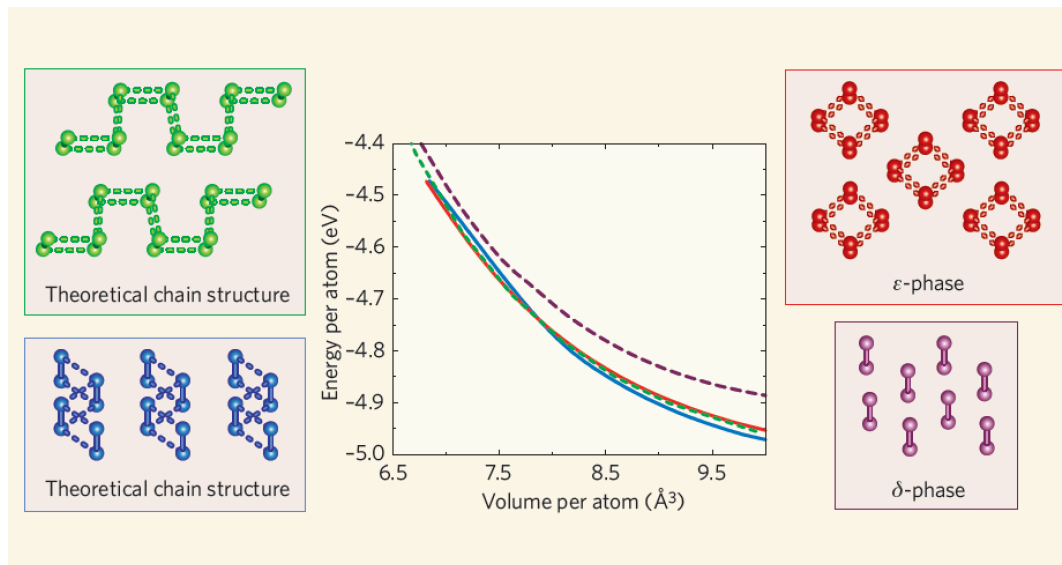 Theoretical chain structure
Theoretical chain structure
Energy per atom (eV)
–4.4
–4.5
–4.6
–4.7
–4.8
–4.9
–5.0
6.5 7.5 8.5 9.5
Volume per atom (Å³)
ε-phase
δ-phase